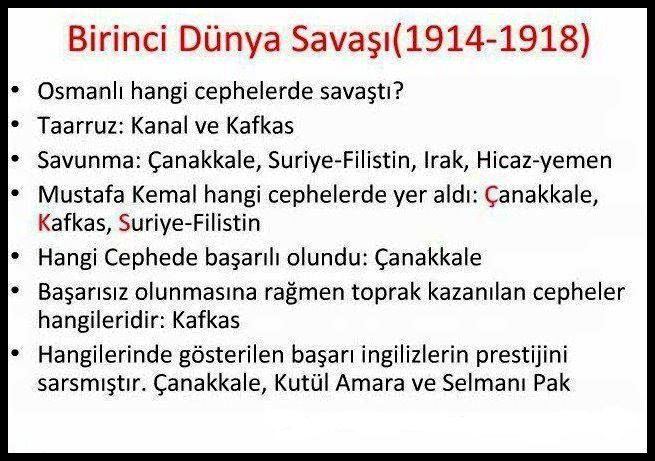 Birinci Dünya Savaşı(1914-1918)
• Osmanlı hangi cephelerde savaştı?
• Taarruz: Kanal ve Kafkas
• Savunma: Çanakkale, Suriye-Filistin, Irak, Hicaz-yemen
• Mustafa Kemal hangi cephelerde yer aldı: Çanakkale,
Kafkas, Suriye-Filistin
• Hangi Cephede başarılı olundu: Çanakkale
• Başarısız olunmasına rağmen toprak kazanılan cepheler
hangileridir: Kafkas
• Hangilerinde gösterilen başarı ingilizlerin prestijini
sarsmıştır. Çanakkale, Kutül Amara ve Selmanı Pak